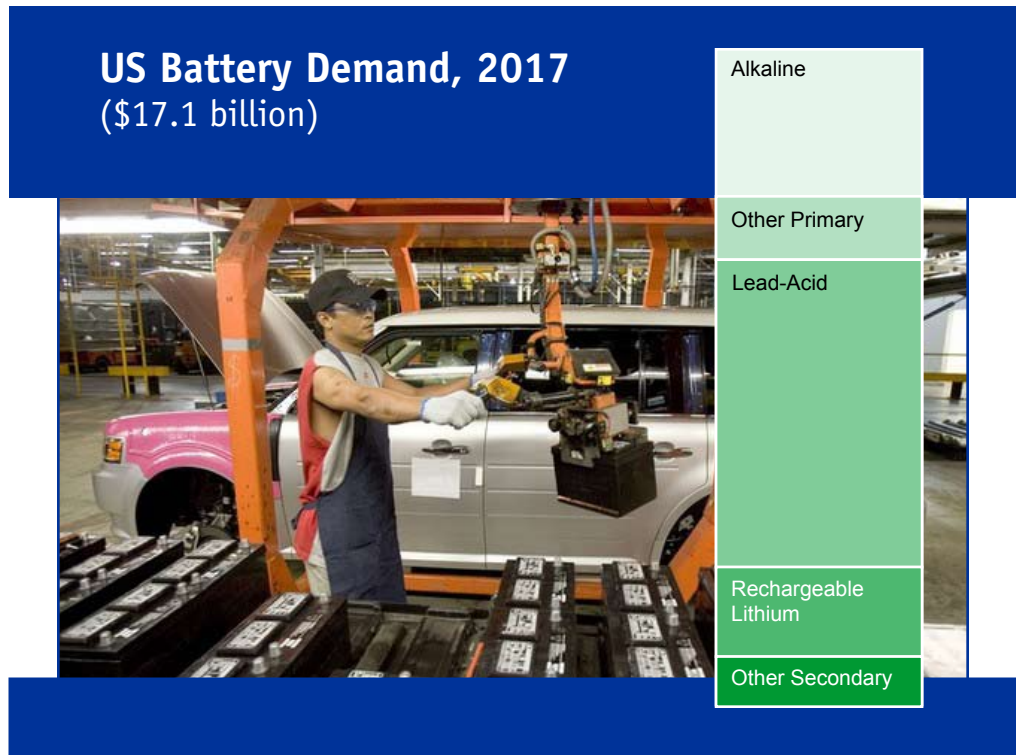 US Battery Demand, 2017
($17.1 billion)
Alkaline
Other Primary
Lead-Acid
Rechargeable
Lithium
Other Secondary